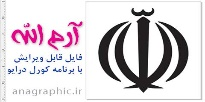 آرم الله
فایل قابل ویرایش
با برنامه کورل دراو
anagraphic.ir